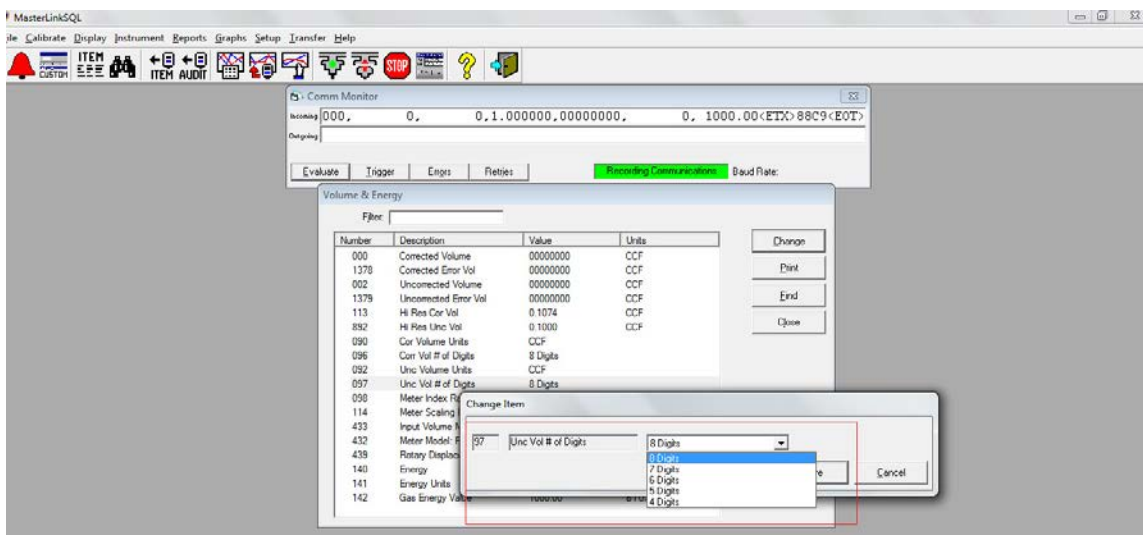 MasterLinkSQL
ile Calibrate Display Instrument Reports Graphs Setup Transfer Help
CUSTOM ITEM ITEM AUDIT STOP
Comm Monitor
Incoming 000, 0, 0,1.000000,00000000, 0, 1000.00<ETX>88C9<EOT>
Outgoing
Evaluate Trigger Errors Retries Recording Communications Baud Rate:
Volume & Energy
Filter:
Number Description Value Units Change
000 Corrected Volume 00000000 CCF
1378 Corrected Error Vol 00000000 CCF Print
002 Uncorrected Volume 00000000 CCF
1379 Uncorrected Error Vol 00000000 CCF Find
113 Hi Res Cor Vol 0.1074 CCF
892 Hi Res Unc Vol 0.1000 CCF Close
090 Cor Volume Units CCF
096 Corr Vol # of Digits 8 Digits
092 Unc Volume Units CCF
097 Unc Vol # of Digits 8 Digits
098 Meter Index R
Change Item
114 Meter Scaling
433 Input Volume
432 Meter Model:
97 Unc Vol # of Digits 8 Digits
439 Rotary Displac
8 Digits
140 Energy
7 Digits
6 Digits
Cancel
141 Energy Units
5 Digits
142 Gas Energy Value 1000.00
4 Digits